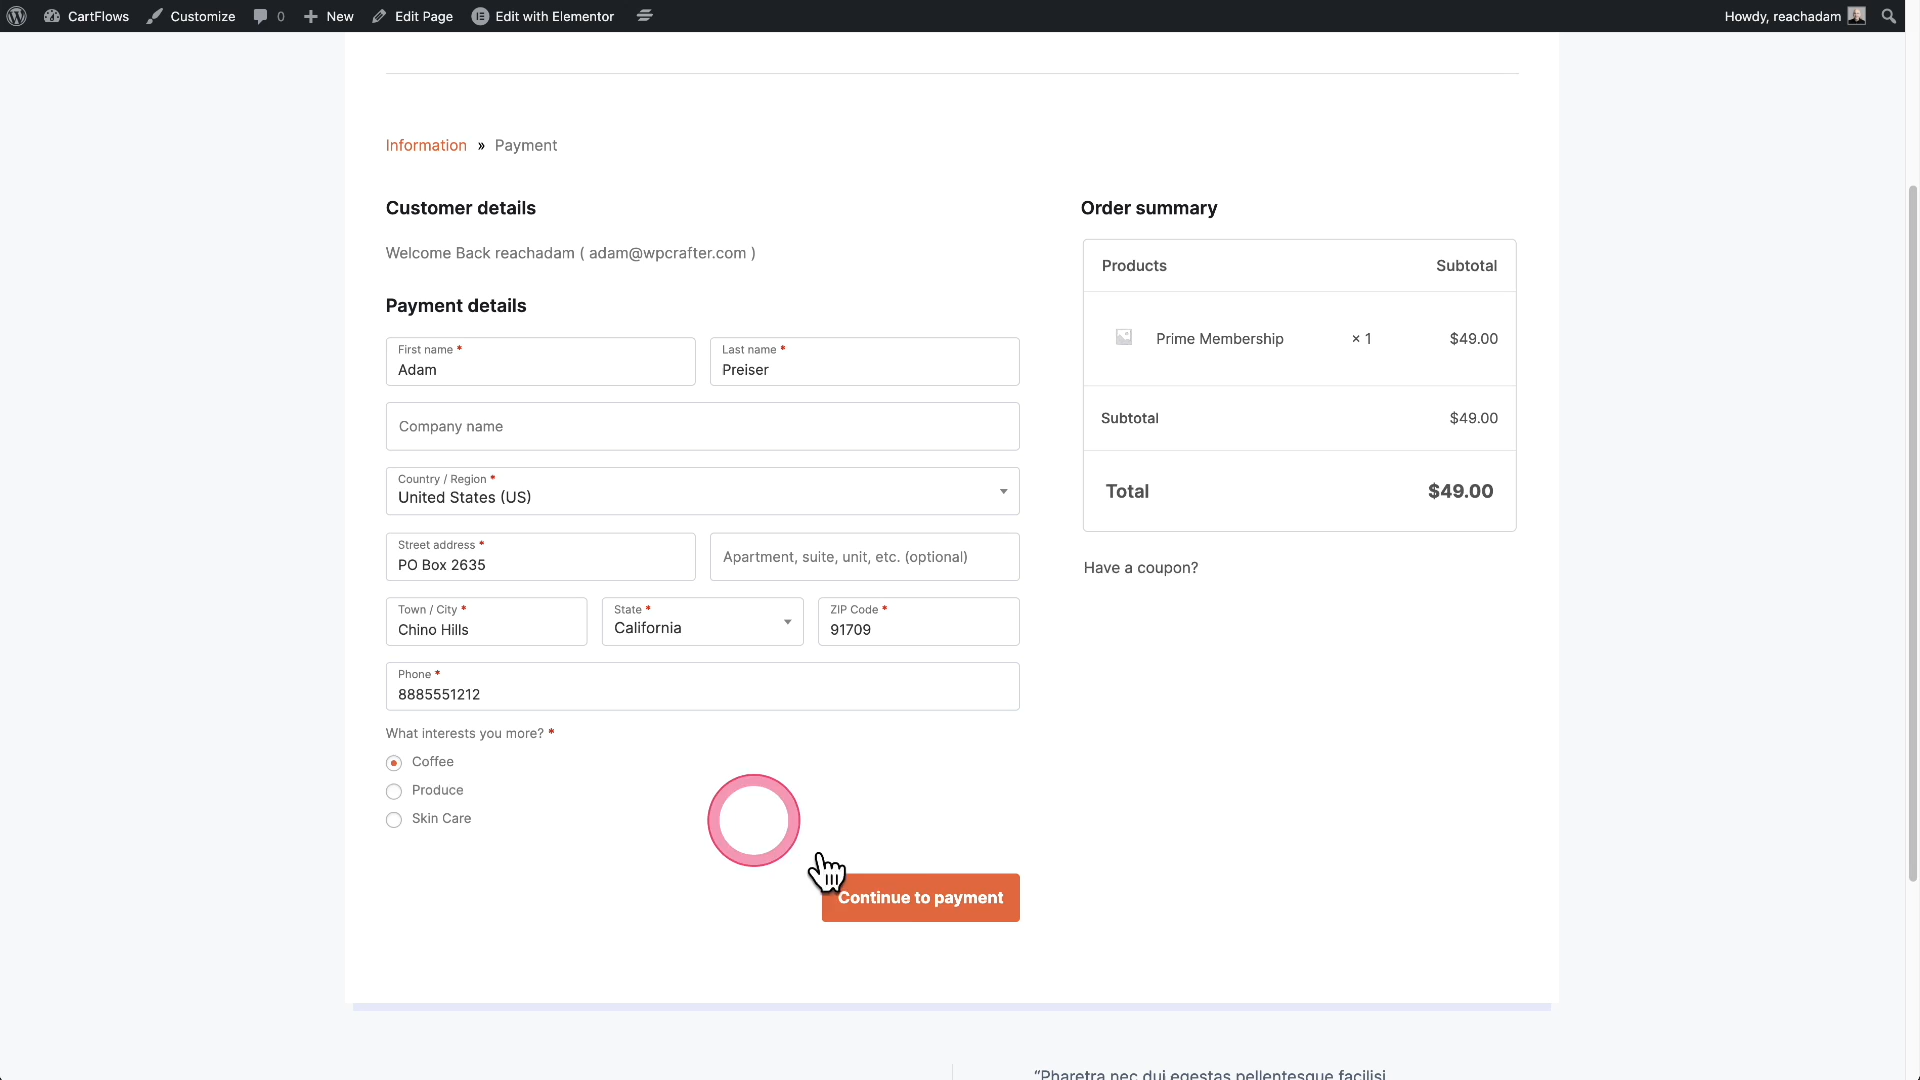 CartFlows Customize 0 New Edit Page Edit with Elementor Howdy, reachadam
Information » Payment
Customer details
Welcome Back reachadam ( adam@wpcrafter.com )
Payment details
First name *
Adam
Last name *
Preiser
Company name
Country / Region *
United States (US)
Street address *
PO Box 2635
Apartment, suite, unit, etc. (optional)
Town / City *
Chino Hills
State *
California
ZIP Code *
91709
Phone *
8885551212
What interests you more? *
Coffee
Produce
Skin Care
Continue to payment
Order summary
Products Subtotal
Prime Membership × 1 $49.00
Subtotal $49.00
Total $49.00
Have a coupon?
“Pharetra nec dui egestas pellentesque facilisi